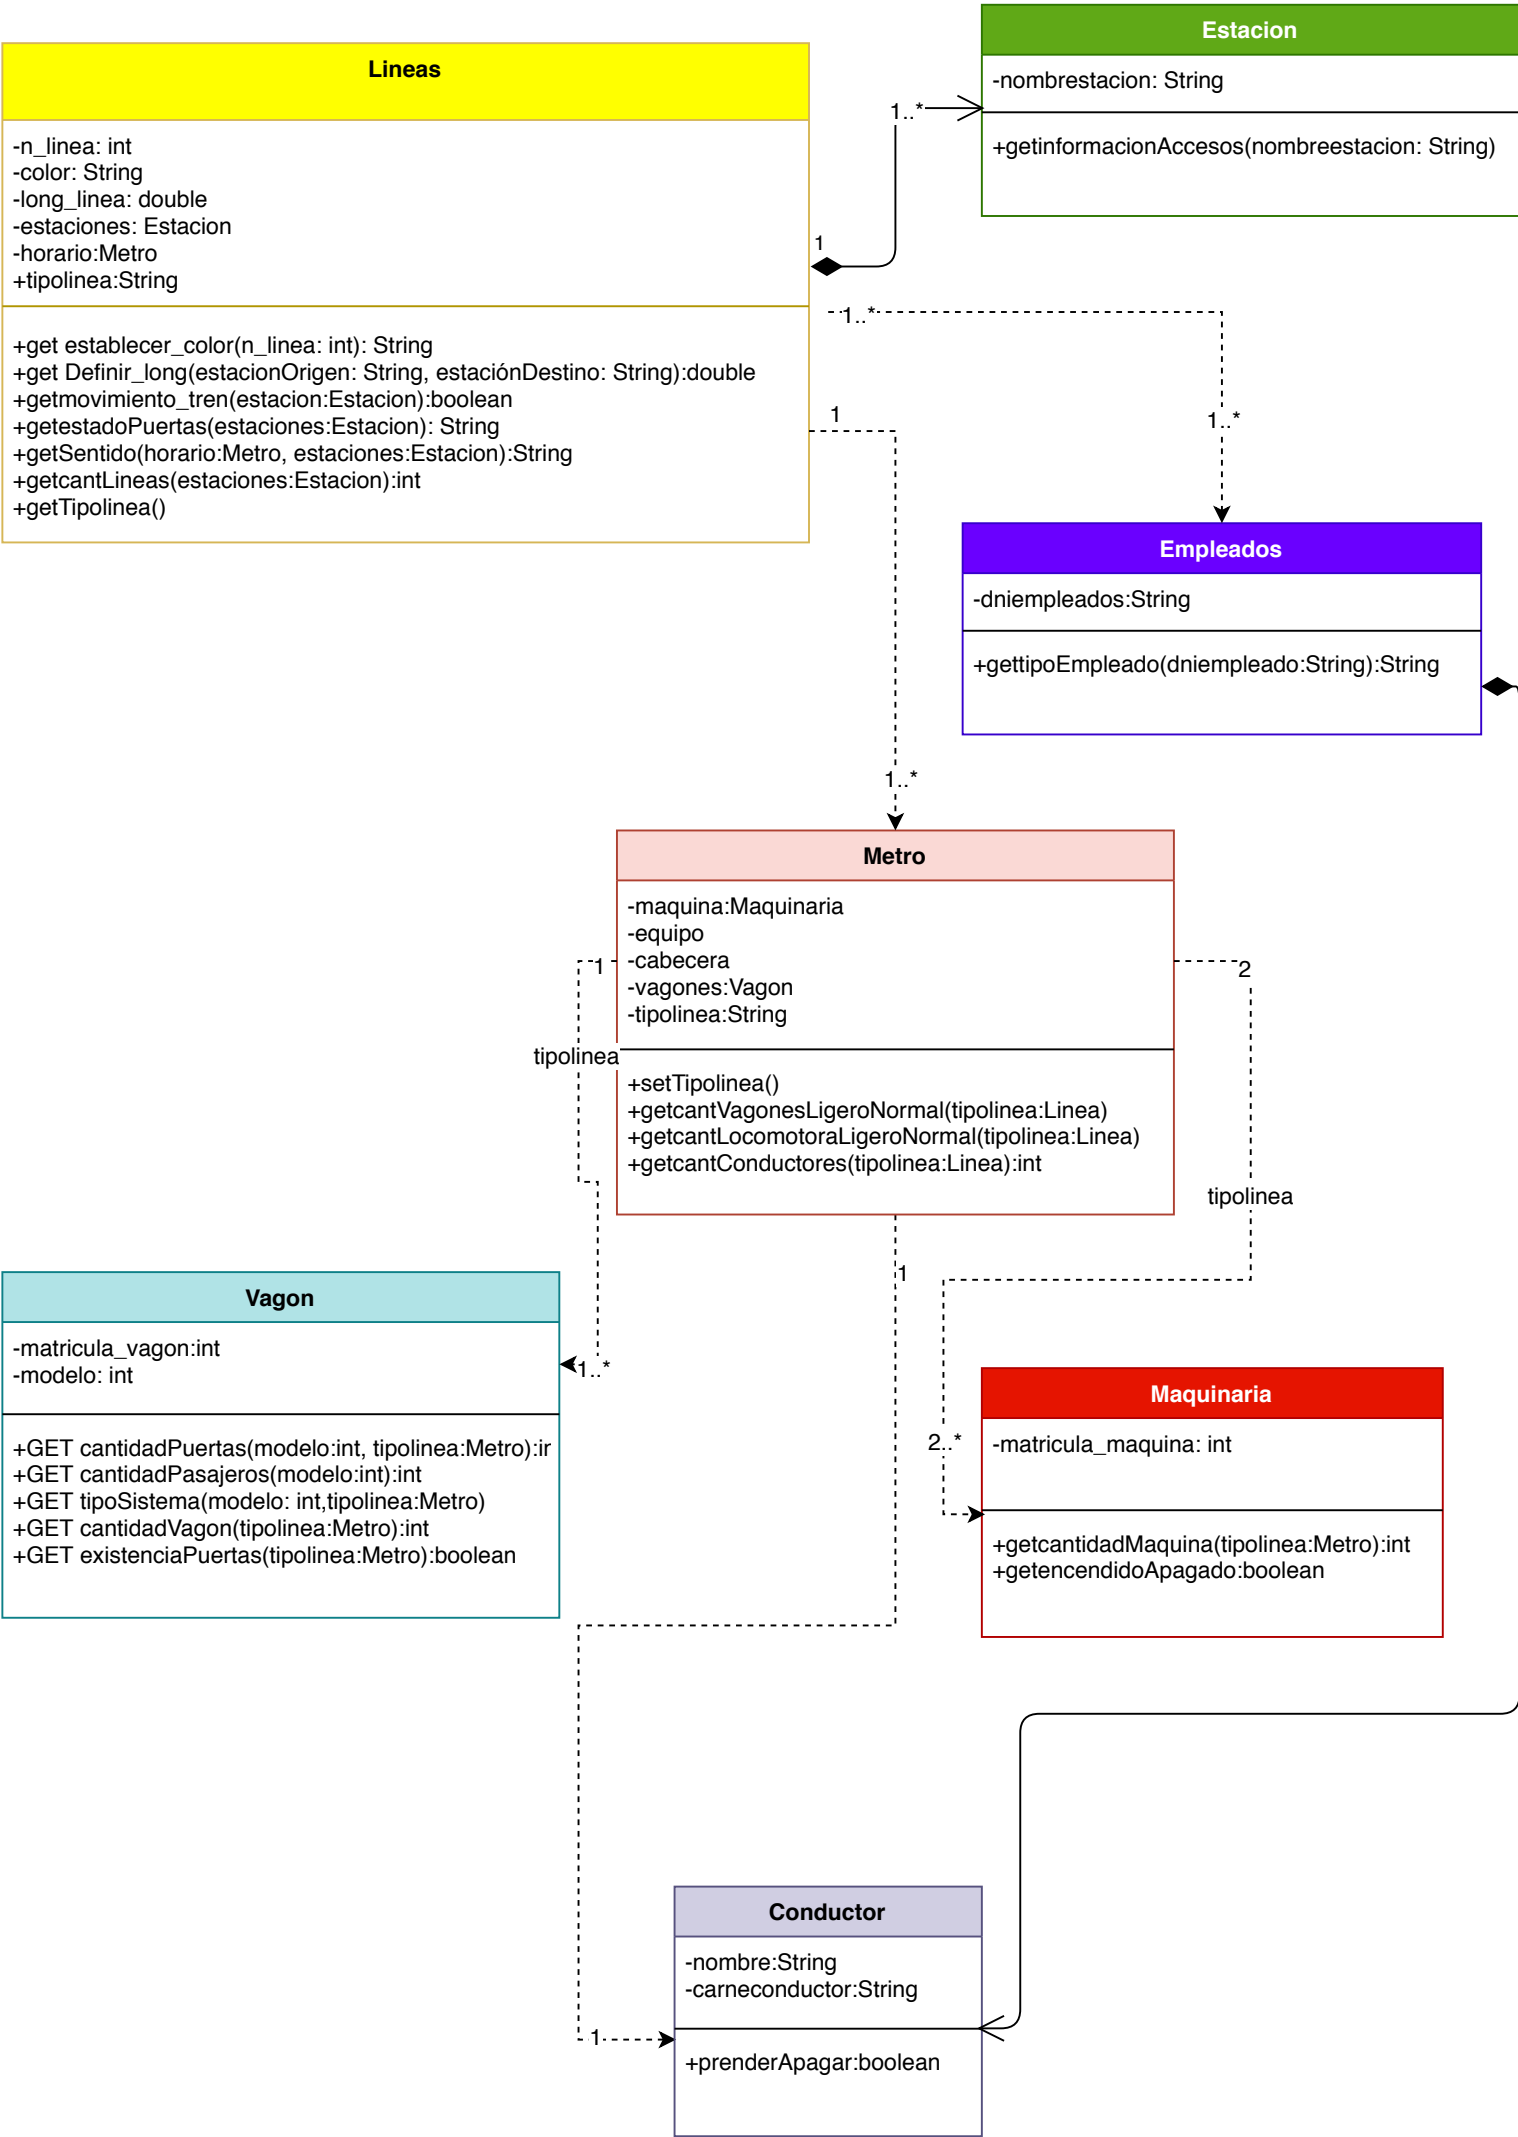 Estacion
-nombrestacion: String
+getinformacionAccesos(nombreestacion: String)
Lineas
-n_linea: int
-color: String
-long_linea: double
-estaciones: Estacion
-horario:Metro
+tipolinea:String
+get establecer_color(n_linea: int): String
+get Definir_long(estacionOrigen: String, estaciónDestino: String):double
+getmovimiento_tren(estacion:Estacion):boolean
+getestadoPuertas(estaciones:Estacion): String
+getSentido(horario:Metro, estaciones:Estacion):String
+getcantLineas(estaciones:Estacion):int
+getTipolinea()
1..*
1
1..*
1
1..*
Empleados
-dniempleados:String
+gettipoEmpleado(dniempleado:String):String
1..*
Metro
-maquina:Maquinaria
-equipo
-cabecera
-vagones:Vagon
-tipolinea:String
+setTipolinea()
+getcantVagonesLigeroNormal(tipolinea:Linea)
+getcantLocomotoraLigeroNormal(tipolinea:Linea)
+getcantConductores(tipolinea:Linea):int
1
2
tipolinea
tipolinea
1
Vagon
-matricula_vagon:int
-modelo: int
+GET cantidadPuertas(modelo:int, tipolinea:Metro):ir
+GET cantidadPasajeros(modelo:int):int
+GET tipoSistema(modelo: int,tipolinea:Metro)
+GET cantidadVagon(tipolinea:Metro):int
+GET existenciaPuertas(tipolinea:Metro):boolean
1..*
2..*
Maquinaria
-matricula_maquina: int
+getcantidadMaquina(tipolinea:Metro):int
+getencendidoApagado:boolean
Conductor
-nombre:String
-carneconductor:String
+prenderApagar:boolean
1